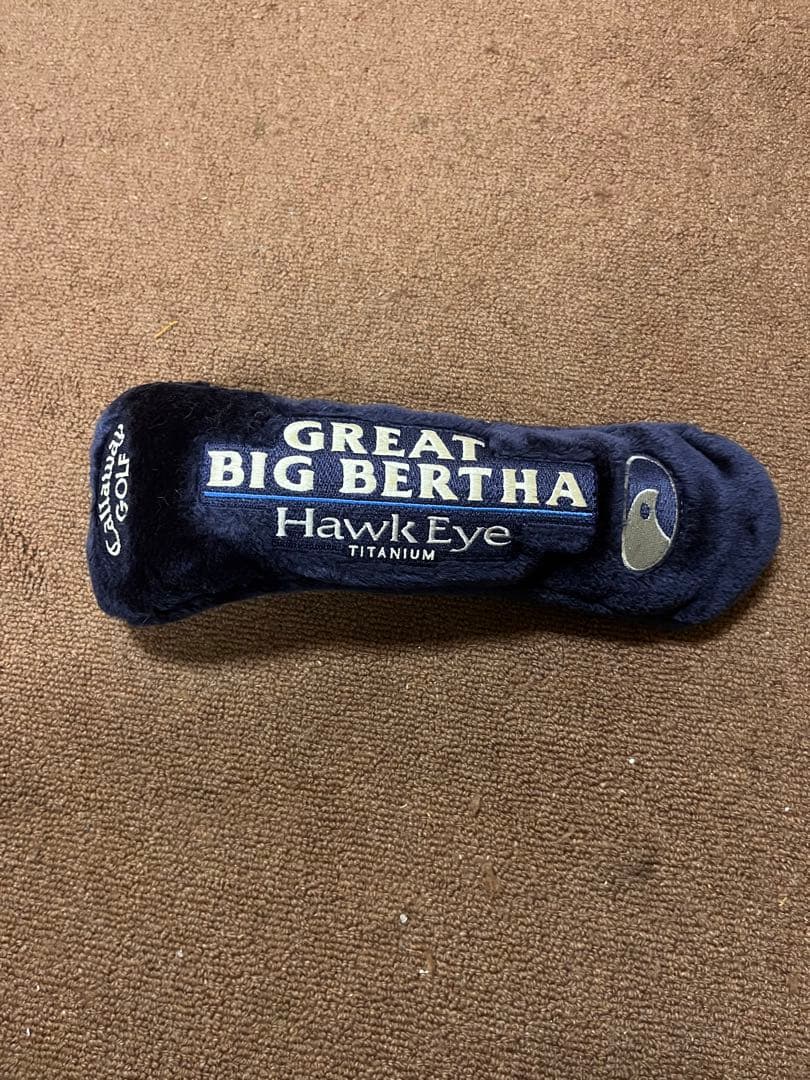 Callaway
GOLF
GREAT
BIG BERTHA
Hawk Eye
TITANIUM